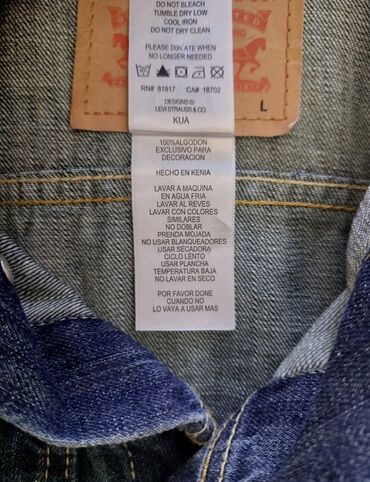 DO NOT BLEACH
TUMBLE DRY LOW
COOL IRON
DO NOT DRY CLEAN
PLEASE DONATE WHEN
NO LONGER NEEDED
RN# 81917 CA# 18702
DESIGNS ©
LEVI STRAUSS & CO.
KUA
L
100%ALGODON
EXCLUSIVO PARA
DECORACION
HECHO EN KENIA
LAVAR A MAQUINA
EN AGUA FRIA
LAVAR AL REVES
LAVAR CON COLORES
SIMILARES
NO DOBLAR
PRENDA MOJADA
NO USAR BLANQUEADORES
USAR SECADORA
CICLO LENTO
USAR PLANCHA
TEMPERATURA BAJA
NO LAVAR EN SECO
POR FAVOR DONE
CUANDO NO
LO VAYA A USAR MAS